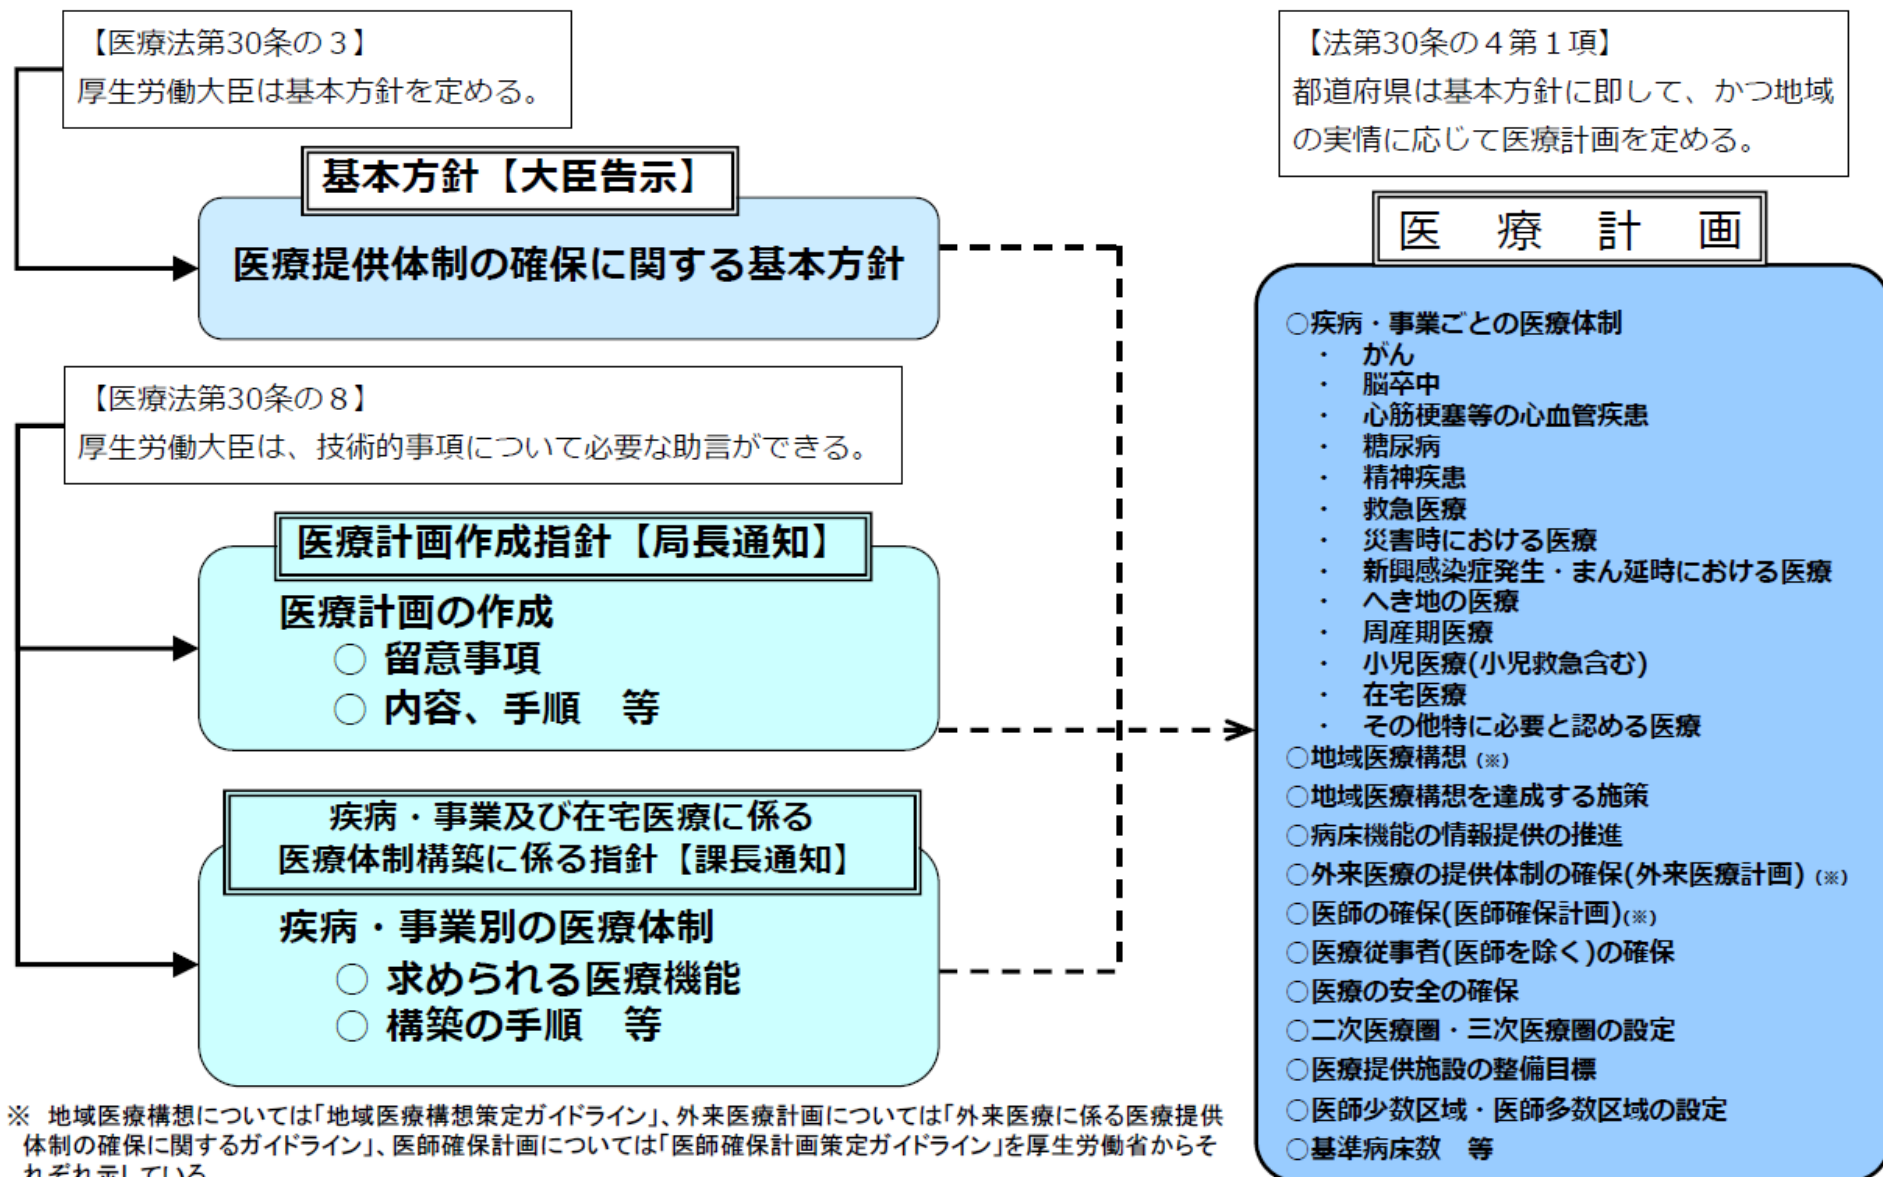 【医療法第30条の３】
厚生労働大臣は基本方針を定める。
基本方針【大臣告示】
医療提供体制の確保に関する基本方針
【医療法第30条の８】
厚生労働大臣は、技術的事項について必要な助言ができる。
医療計画作成指針【局長通知】
医療計画の作成
○ 留意事項
○ 内容、手順　等
疾病・事業及び在宅医療に係る
医療体制構築に係る指針【課長通知】
疾病・事業別の医療体制
○ 求められる医療機能
○ 構築の手順　等
※ 地域医療構想については「地域医療構想策定ガイドライン」、外来医療計画については「外来医療に係る医療提供
体制の確保に関するガイドライン」、医師確保計画については「医師確保計画策定ガイドライン」を厚生労働省からそ
れぞれ示している
【法第30条の４第１項】
都道府県は基本方針に即して、かつ地域
の実情に応じて医療計画を定める。
医　療　計　画
○疾病・事業ごとの医療体制
・　がん
・　脳卒中
・　心筋梗塞等の心血管疾患
・　糖尿病
・　精神疾患
・　救急医療
・　災害時における医療
・　新興感染症発生・まん延時における医療
・　へき地の医療
・　周産期医療
・　小児医療(小児救急含む)
・　在宅医療
・　その他特に必要と認める医療
○地域医療構想 (※)
○地域医療構想を達成する施策
○病床機能の情報提供の推進
○外来医療の提供体制の確保(外来医療計画) (※)
○医師の確保(医師確保計画)(※)
○医療従事者(医師を除く)の確保
○医療の安全の確保
○二次医療圏・三次医療圏の設定
○医療提供施設の整備目標
○医師少数区域・医師多数区域の設定
○基準病床数　等